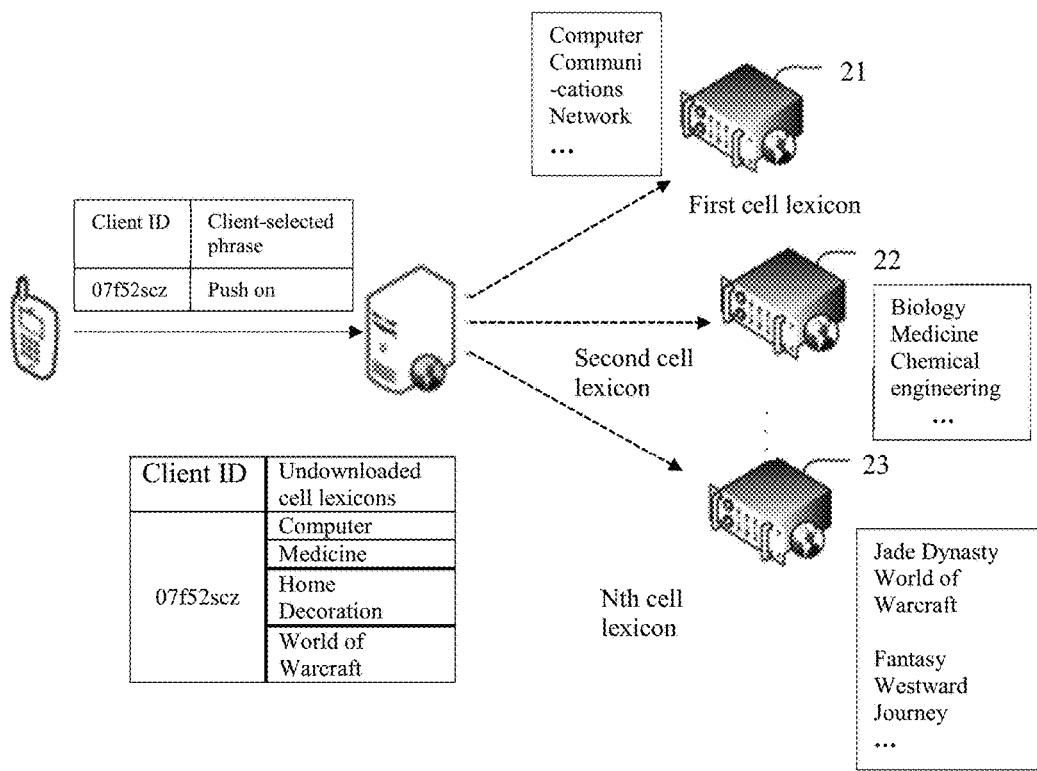 Computer
Communi
-cations
Network
...
21
First cell lexicon
Client ID
Client-selected
phrase
07f52scz
Push on
22
Second cell
lexicon
Biology
Medicine
Chemical
engineering
...
Client ID
Undownloaded
cell lexicons
07f52scz
Computer
Medicine
Home
Decoration
World of
Warcraft
23
Nth cell
lexicon
Jade Dynasty
World of
Warcraft
Fantasy
Westward
Journey
...